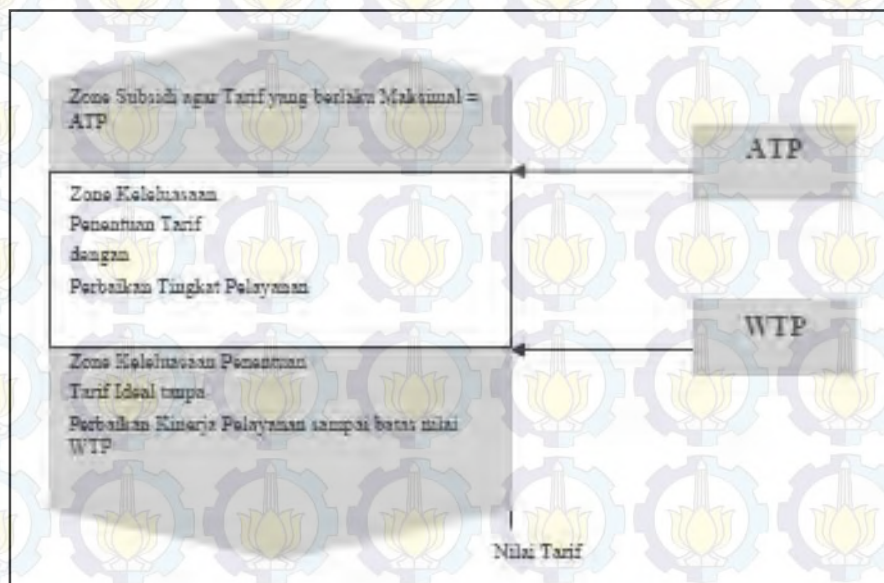 Zone Subsidi agar Tarif yang berlaku Maksimal =
ATP
ATP
Zone Keleluasaan
Penentuan Tarif
dengan
Perbaikan Tingkat Pelayanan
WTP
Zone Keleluasaan Penentuan
Tarif Ideal tanpa
Perbaikan Kinerja Pelayanan sampai batas nilai
WTP
Nilai Tarif